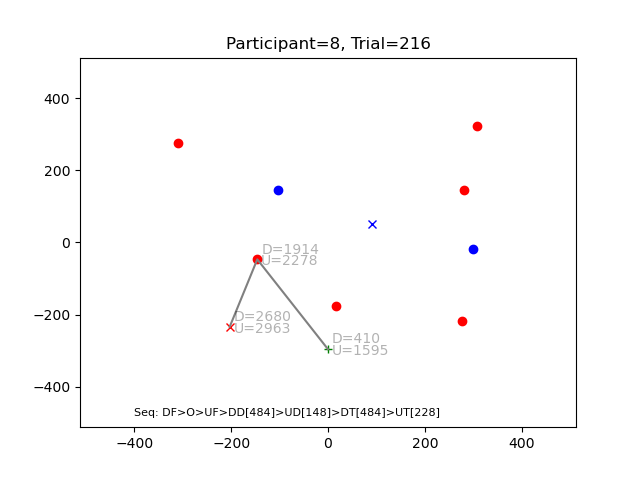 Participant=8, Trial=216
400
200
0
−200
−400
D=1914
U=2278
D=2680
U=2963
D=410
U=1595
Seq: DF>O>UF>DD[484]>UD[148]>DT[484]>UT[228]
−400 −200 0 200 400